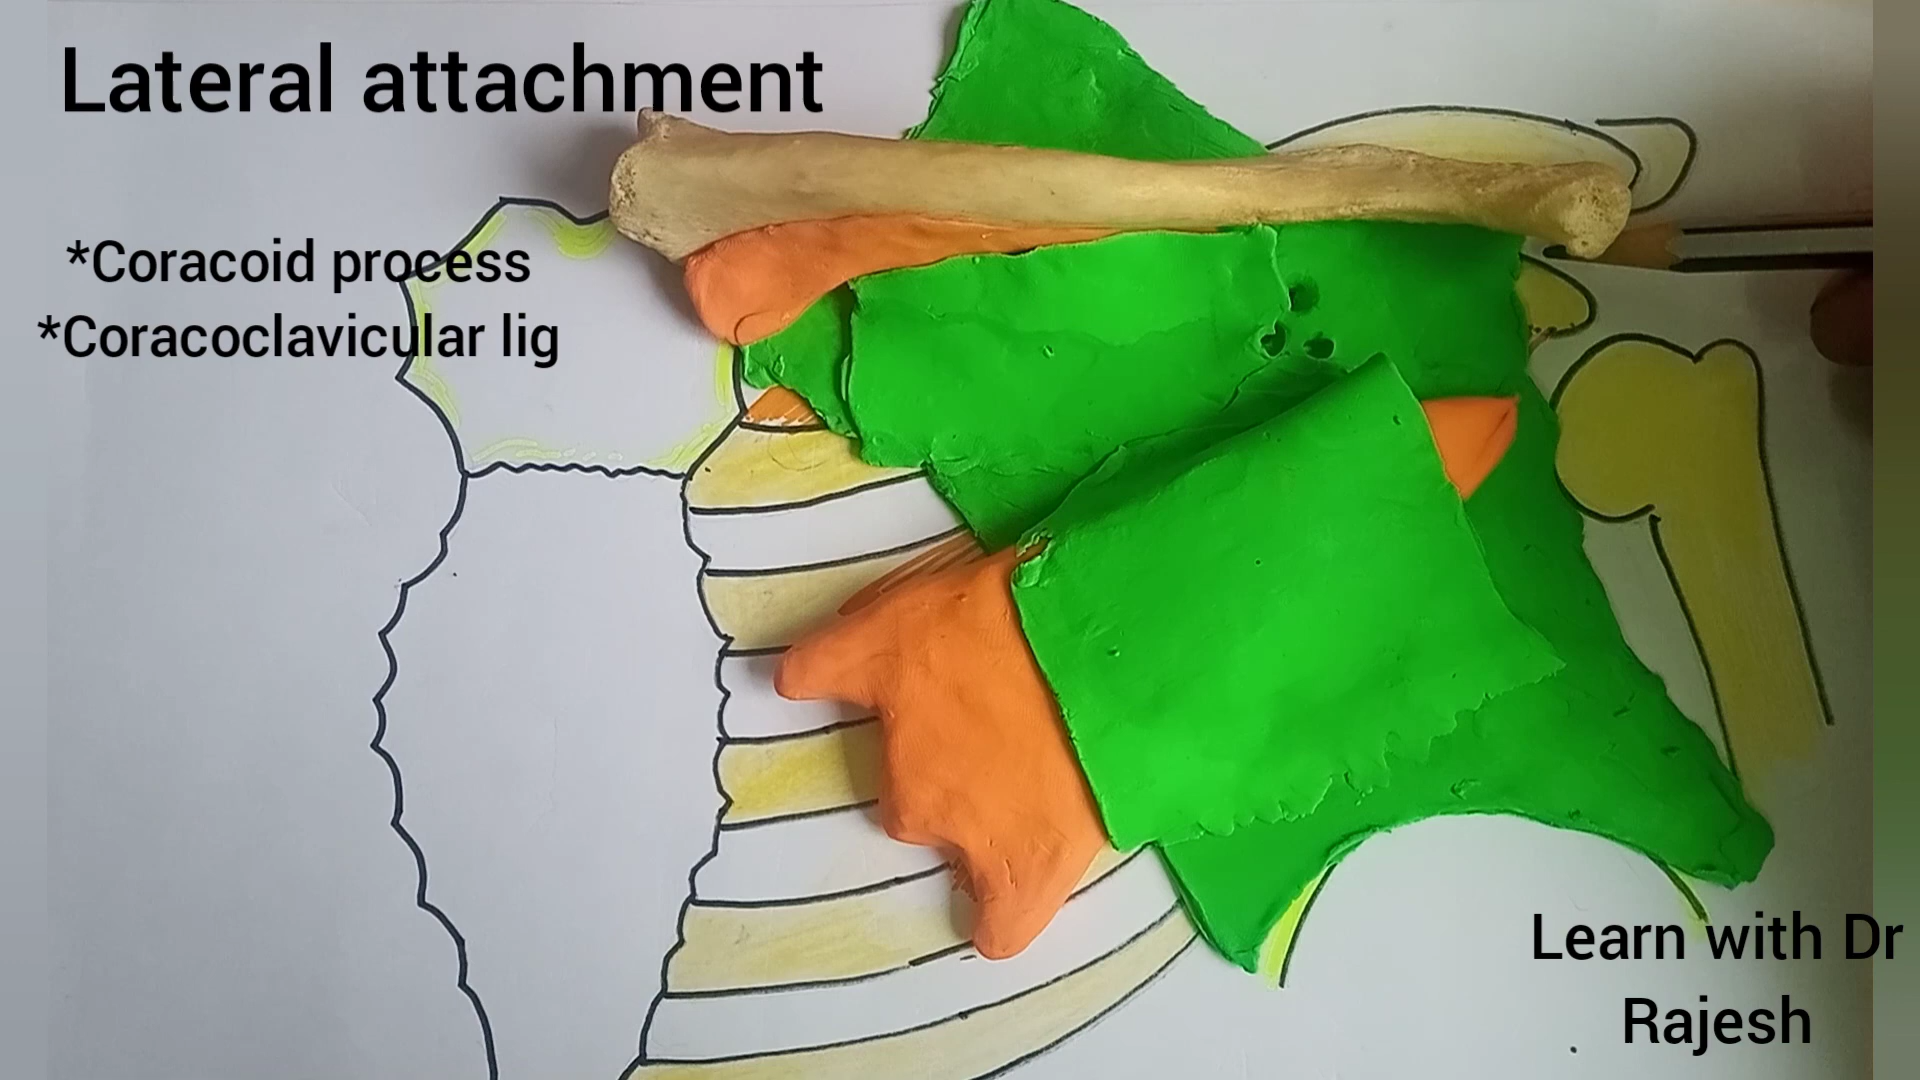 Lateral attachment
*Coracoid process
*Coracoclavicular lig
Learn with Dr
Rajesh